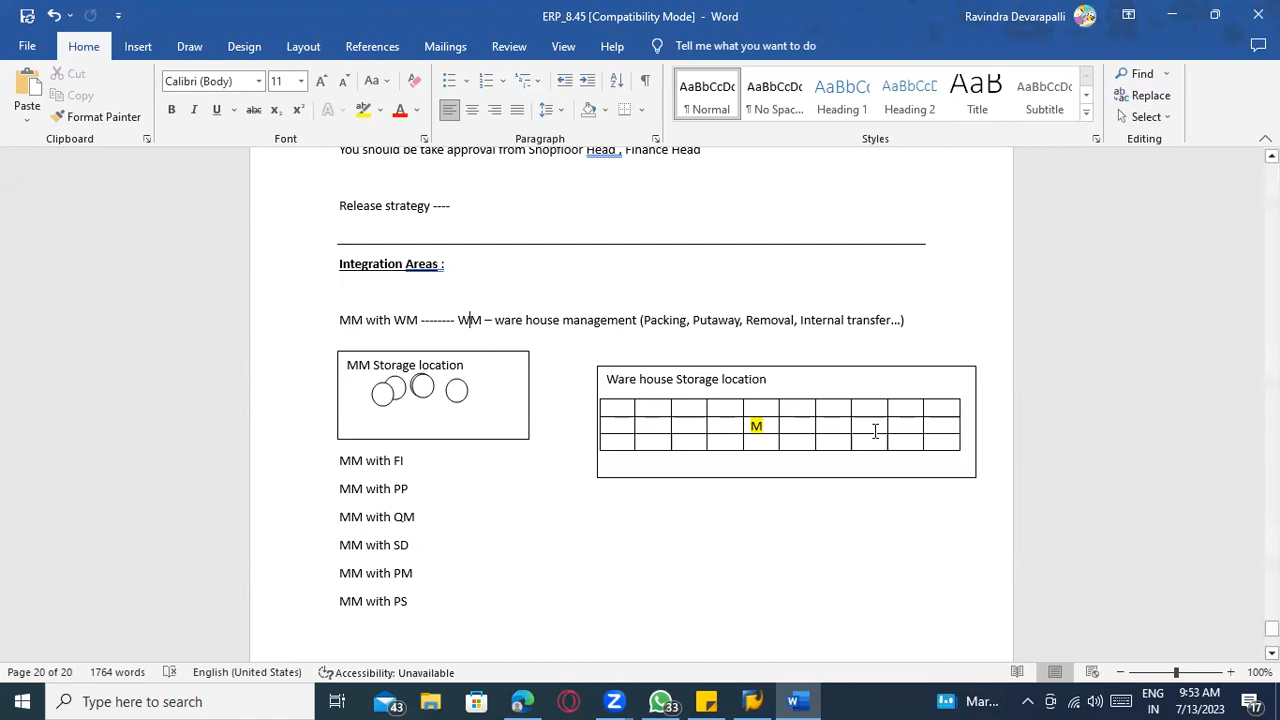 ERP_8.45 [Compatibility Mode] - Word
Ravindra Devarapalli
File Home Insert Draw Design Layout References Mailings Review View Help Tell me what you want to do
Paste
Cut
Copy
Format Painter
Clipboard
Calibri (Body) 11
Font
Paragraph
AaBbCcDc AaBbCcDc AaBbCc AaBbCcC AaB AaBbCcD
¶ Normal ¶ No Spac... Heading 1 Heading 2 Title Subtitle
Styles
Find
Replace
Select
Editing
You should be take approval from Shopfloor Head , Finance Head
Release strategy ----
Integration Areas :
MM with WM -------- WM – ware house management (Packing, Putaway, Removal, Internal transfer...)
MM Storage location
Ware house Storage location
M
MM with FI
MM with PP
MM with QM
MM with SD
MM with PM
MM with PS
Page 20 of 20 1764 words English (United States) Accessibility: Unavailable 100%
Type here to search
43
33
Mar...
ENG
IN
9:53 AM
7/13/2023
17